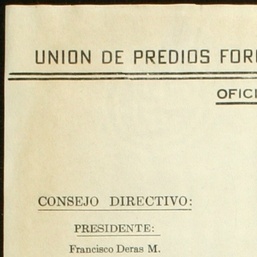 UNION DE PREDIOS FOR
OFICI
CONSEJO DIRECTIVO:
PRESIDENTE:
Francisco Deras M.